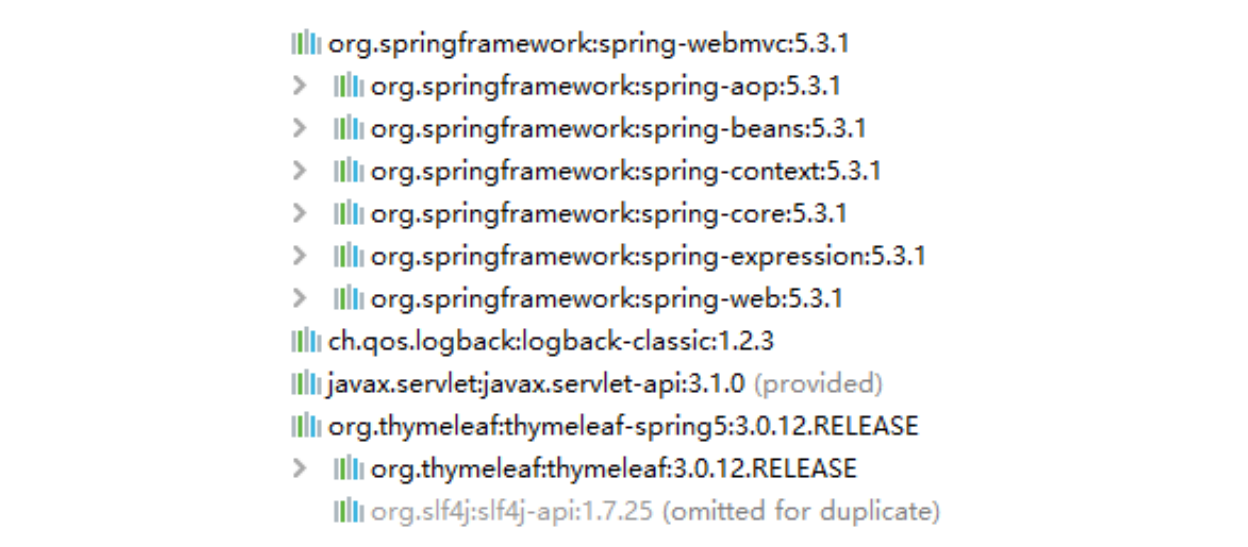 org.springframework:spring-webmvc:5.3.1
org.springframework:spring-aop:5.3.1
org.springframework:spring-beans:5.3.1
org.springframework:spring-context:5.3.1
org.springframework:spring-core:5.3.1
org.springframework:spring-expression:5.3.1
org.springframework:spring-web:5.3.1
ch.qos.logback:logback-classic:1.2.3
javax.servlet:javax.servlet-api:3.1.0 (provided)
org.thymeleaf:thymeleaf-spring5:3.0.12.RELEASE
org.thymeleaf:thymeleaf:3.0.12.RELEASE
org.slf4j:slf4j-api:1.7.25 (omitted for duplicate)